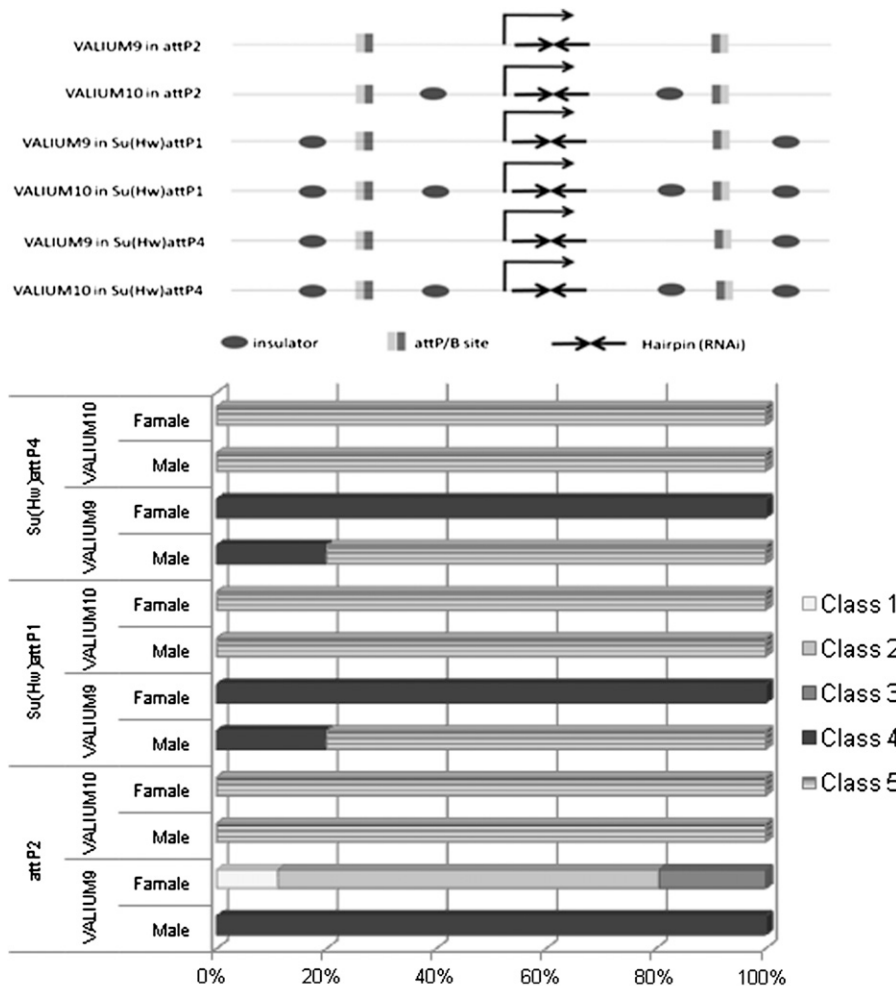 VALIUM9 in attP2
VALIUM10 in attP2
VALIUM9 in Su(Hw)attP1
VALIUM10 in Su(Hw)attP1
VALIUM9 in Su(Hw)attP4
VALIUM10 in Su(Hw)attP4
insulator attP/B site Hairpin (RNAi)
Su(Hw)attP4
VALIUM10
Famale
Male
VALIUM9
Famale
Male
Su(Hw)attP1
VALIUM10
Famale
Male
VALIUM9
Famale
Male
attP2
VALIUM10
Famale
Male
VALIUM9
Famale
Male
Class 1
Class 2
Class 3
Class 4
Class 5
0% 20% 40% 60% 80% 100%